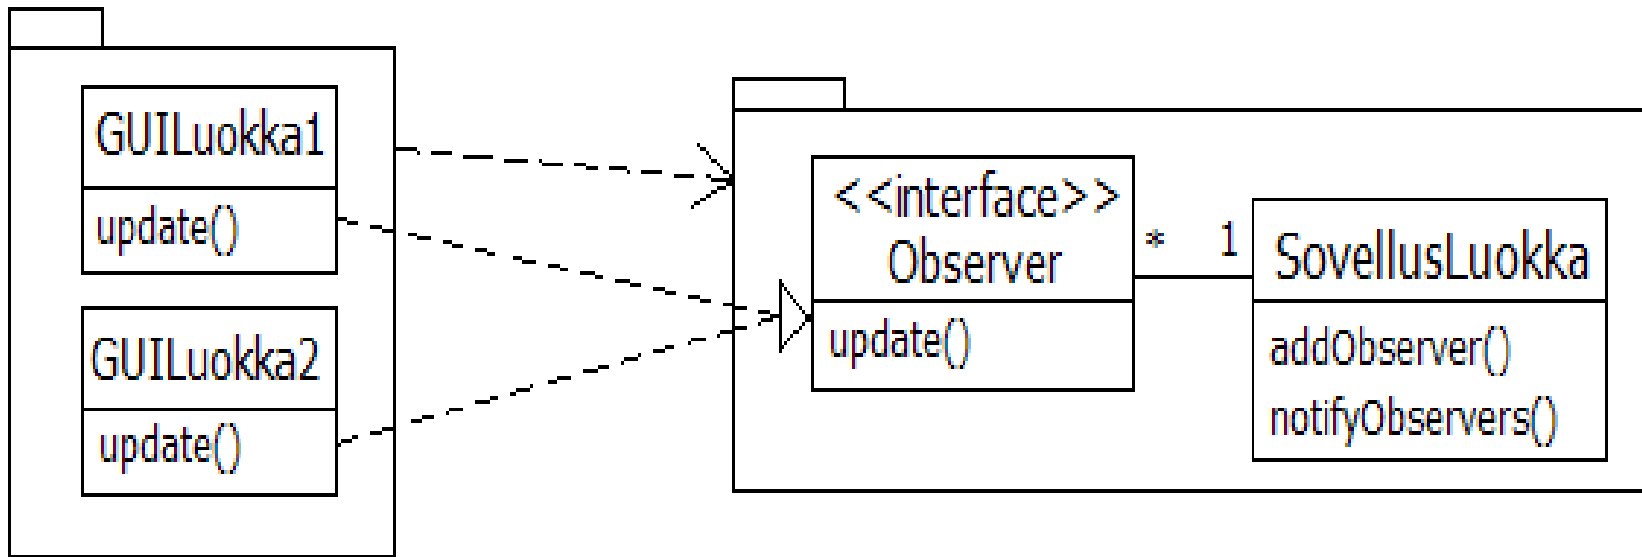 GUILuokka1
update()
GUILuokka2
update()
<<interface>>
Observer
update()
* 1
SovellusLuokka
addObserver()
notifyObservers()